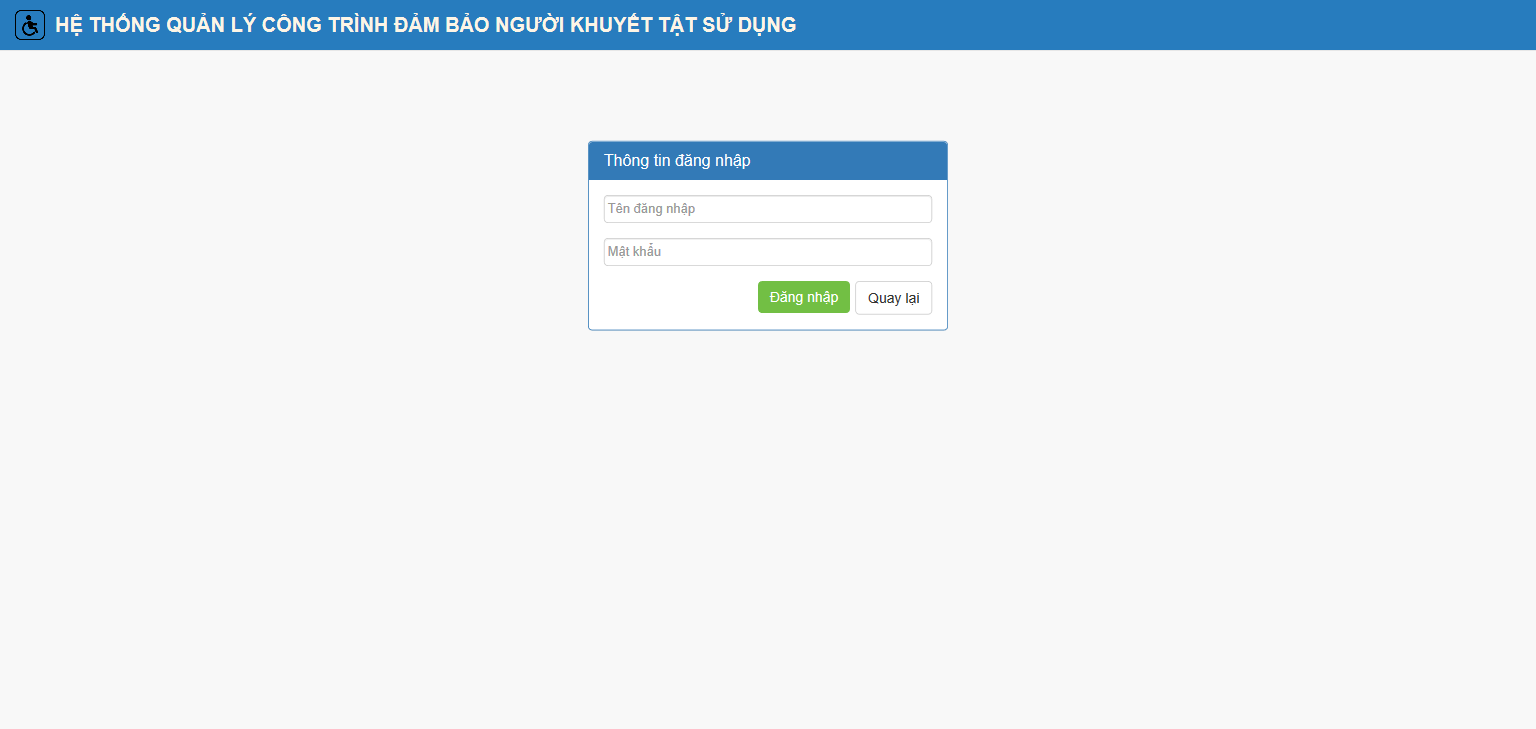 HỆ THỐNG QUẢN LÝ CÔNG TRÌNH ĐẢM BẢO NGƯỜI KHUYẾT TẬT SỬ DỤNG
Thông tin đăng nhập
Tên đăng nhập
Mật khẩu
Đăng nhập Quay lại